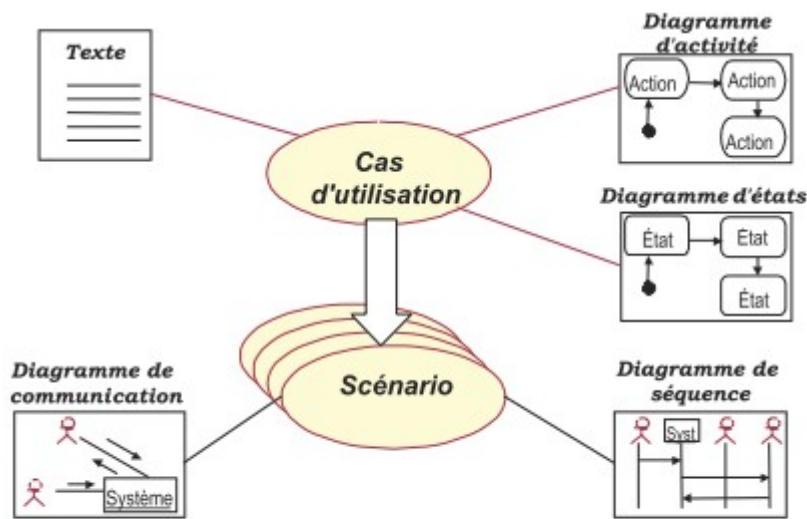 Texte
Diagramme
d'activité
Action
Action
Action
Cas
d'utilisation
Diagramme d'états
État
État
État
Scénario
Diagramme de
communication
Système
Diagramme de
séquence
Syst